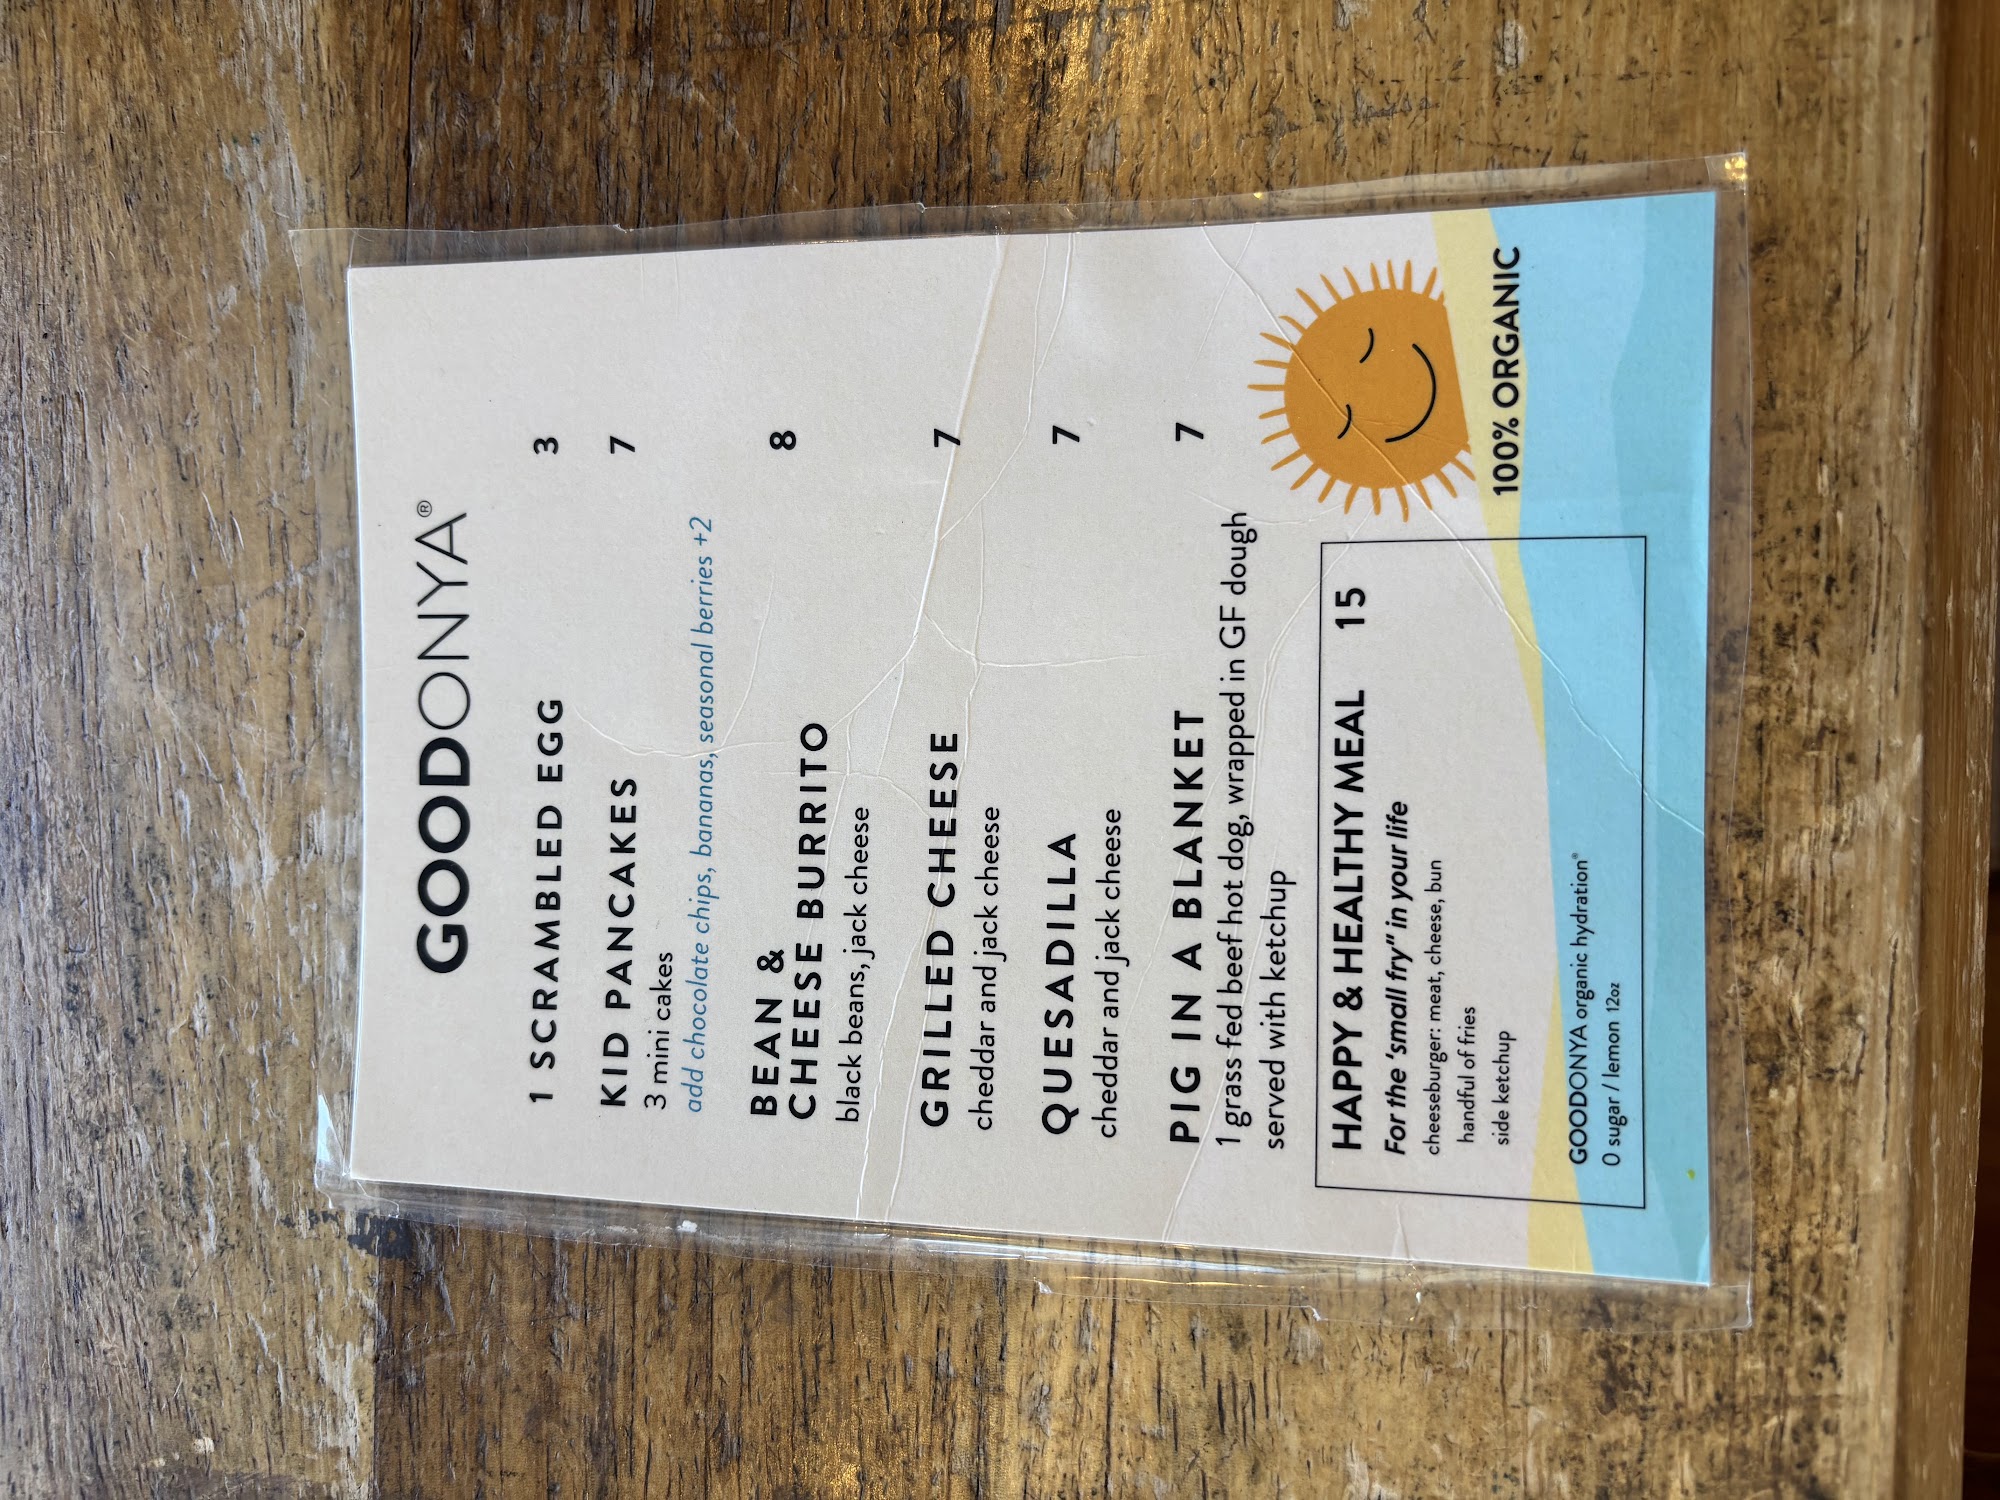 GOODONYA®
1 SCRAMBLED EGG 3
KID PANCAKES 7
3 mini cakes
add chocolate chips, bananas, seasonal berries +2
BEAN &
CHEESE BURRITO 8
black beans, jack cheese
GRILLED CHEESE 7
cheddar and jack cheese
QUESADILLA 7
cheddar and jack cheese
PIG IN A BLANKET 7
1 grass fed beef hot dog, wrapped in GF dough
served with ketchup
HAPPY & HEALTHY MEAL 15
For the 'small fry" in your life
cheeseburger: meat, cheese, bun
handful of fries
side ketchup
GOODONYA organic hydration®
0 sugar / lemon 12oz
100% ORGANIC